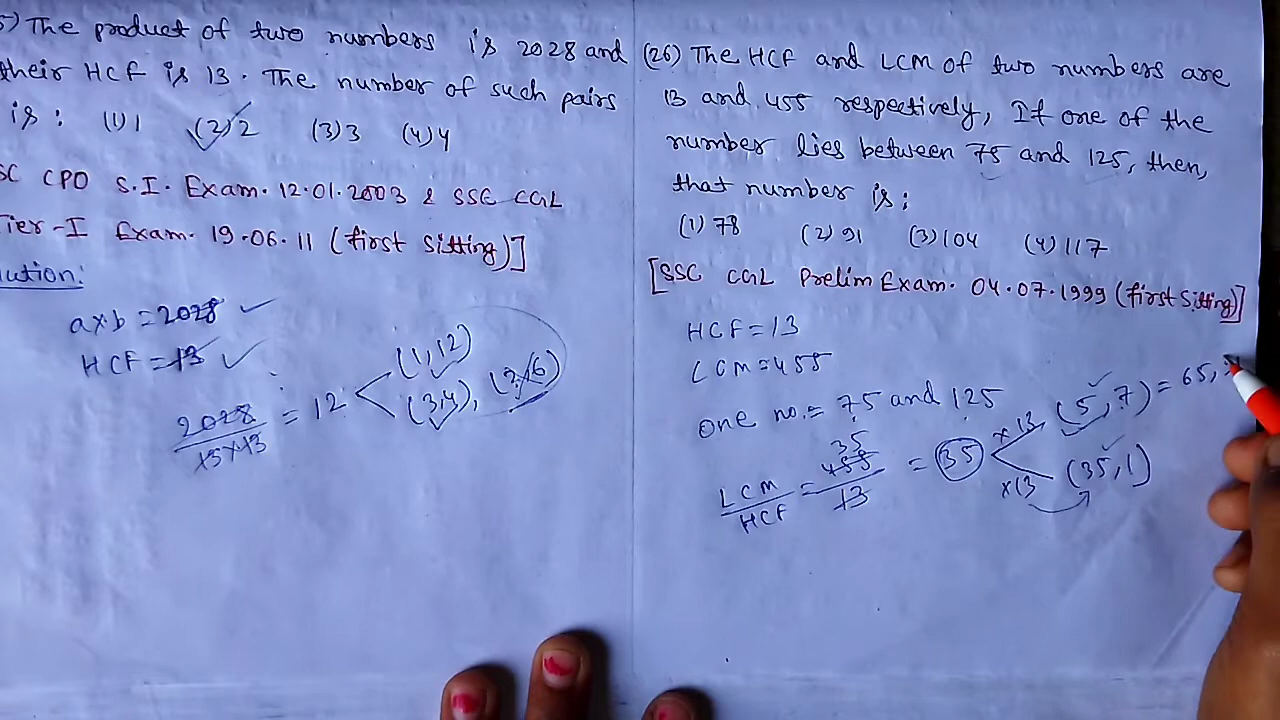 5) The product of two numbers is 2028 and
their HCF is 13. The number of such pairs
is: (1) 1 (2) 2 (3) 3 (4) 4
SC CPO S.I. Exam. 12.01.2003 & SSC CGL
Tier-I Exam. 19.06.11 (first Sitting)]
lution:
a×b = 2028
HCF = 13
2028
13×13
= 12
(1,12)
(3,4), (2,6)
(26) The HCF and LCM of two numbers are
13 and 455 respectively, If one of the
number lies between 75 and 125, then,
that number is:
(1) 78 (2) 91 (3) 104 (4) 117
[SSC CGL Prelim Exam. 04.07.1999 (first Sitting)]
HCF = 13
LCM = 455
One no. = 75 and 125
LCM
HCF
=
35
455
13
= 35
×13 (5,7) = 65,
×13 (35,1)